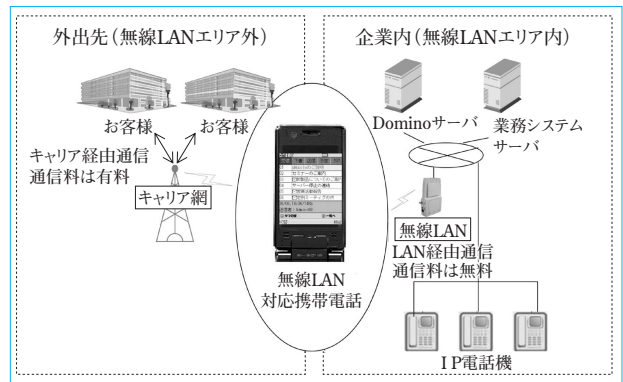 外出先（無線LANエリア外）
お客様
お客様
キャリア経由通信
通信料は有料
キャリア網
無線LAN
対応携帯電話
企業内（無線LANエリア内）
Dominoサーバ
業務システム
サーバ
無線LAN
LAN経由通信
通信料は無料
IP電話機